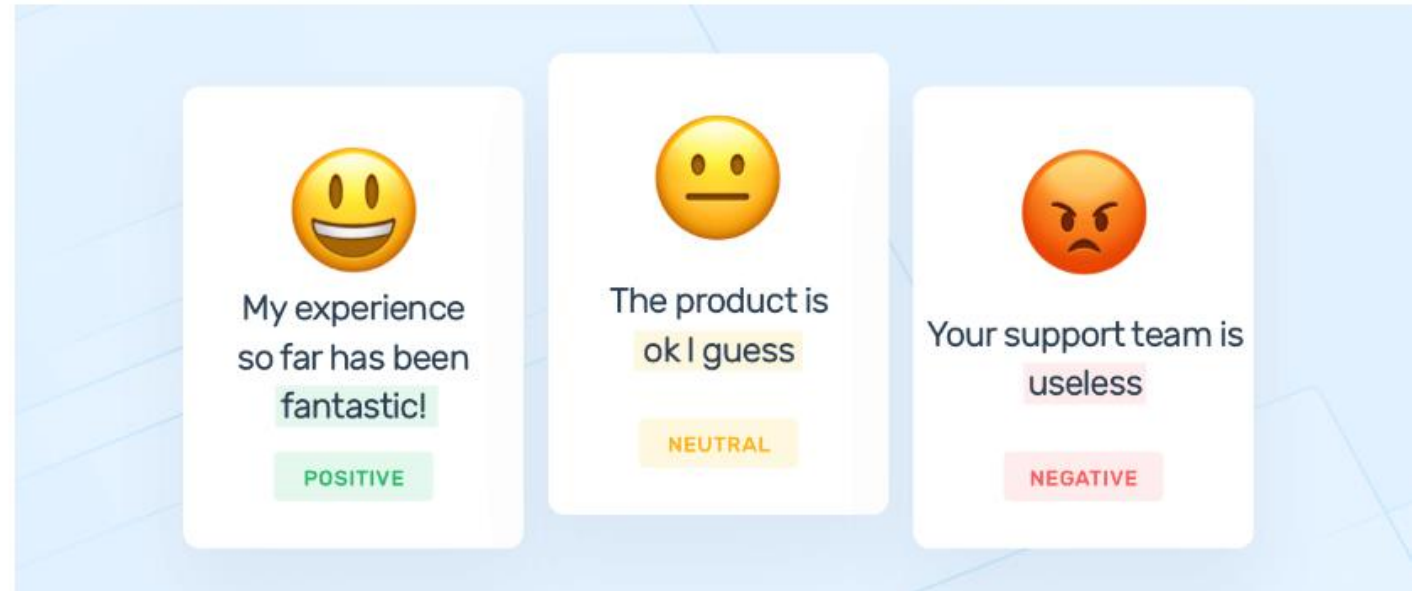 My experience
so far has been
fantastic!
POSITIVE
The product is
ok I guess
NEUTRAL
Your support team is
useless
NEGATIVE